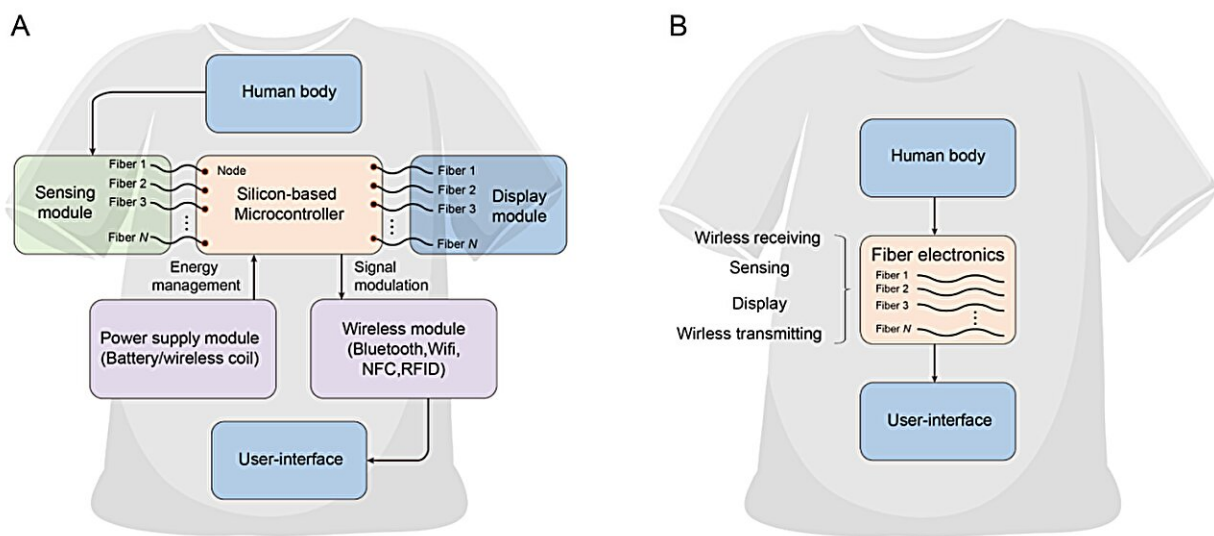 A
Human body
Sensing
module
Fiber 1
Fiber 2
Fiber 3
Fiber N
Node
Silicon-based
Microcontroller
Fiber 1
Fiber 2
Fiber 3
Fiber N
Display
module
Energy
management
Signal
modulation
Power supply module
(Battery/wireless coil)
Wireless module
(Bluetooth,Wifi,
NFC,RFID)
User-interface
B
Human body
Wirless receiving
Sensing
Display
Wirless transmitting
Fiber electronics
Fiber 1
Fiber 2
Fiber 3
Fiber N
User-interface